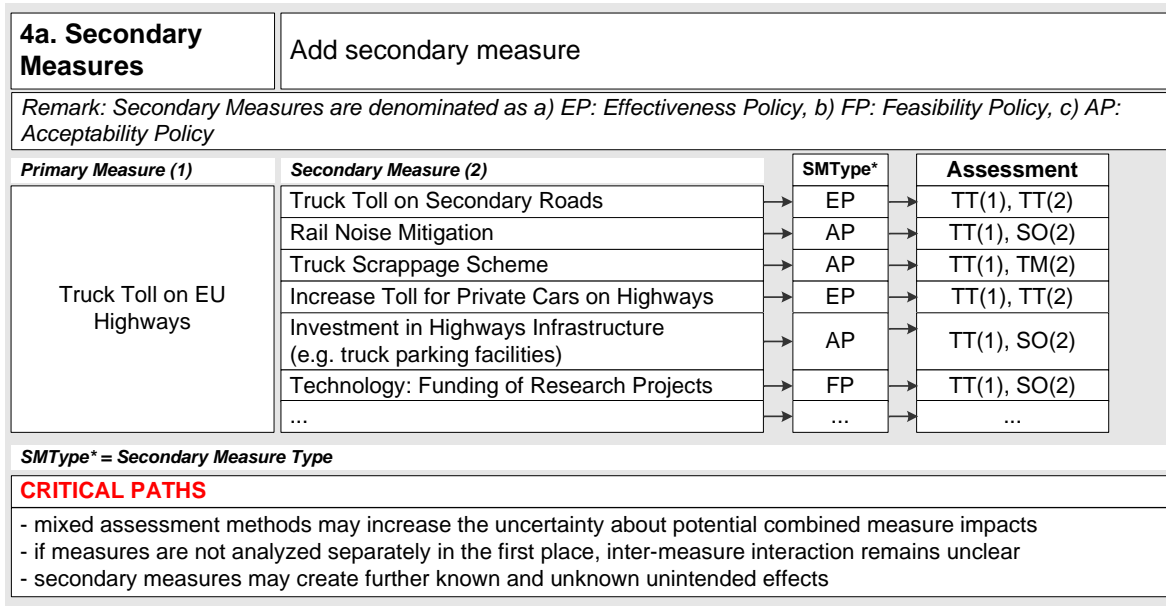 4a. Secondary
Measures
Add secondary measure
Remark: Secondary Measures are denominated as a) EP: Effectiveness Policy, b) FP: Feasibility Policy, c) AP:
Acceptability Policy
Primary Measure (1) Secondary Measure (2) SMType* Assessment
Truck Toll on Secondary Roads EP TT(1), TT(2)
Rail Noise Mitigation AP TT(1), SO(2)
Truck Scrappage Scheme AP TT(1), TM(2)
Truck Toll on EU
Highways
Increase Toll for Private Cars on Highways EP TT(1), TT(2)
Investment in Highways Infrastructure
(e.g. truck parking facilities) AP TT(1), SO(2)
Technology: Funding of Research Projects FP TT(1), SO(2)
... ... ...
SMType* = Secondary Measure Type
CRITICAL PATHS
- mixed assessment methods may increase the uncertainty about potential combined measure impacts
- if measures are not analyzed separately in the first place, inter-measure interaction remains unclear
- secondary measures may create further known and unknown unintended effects